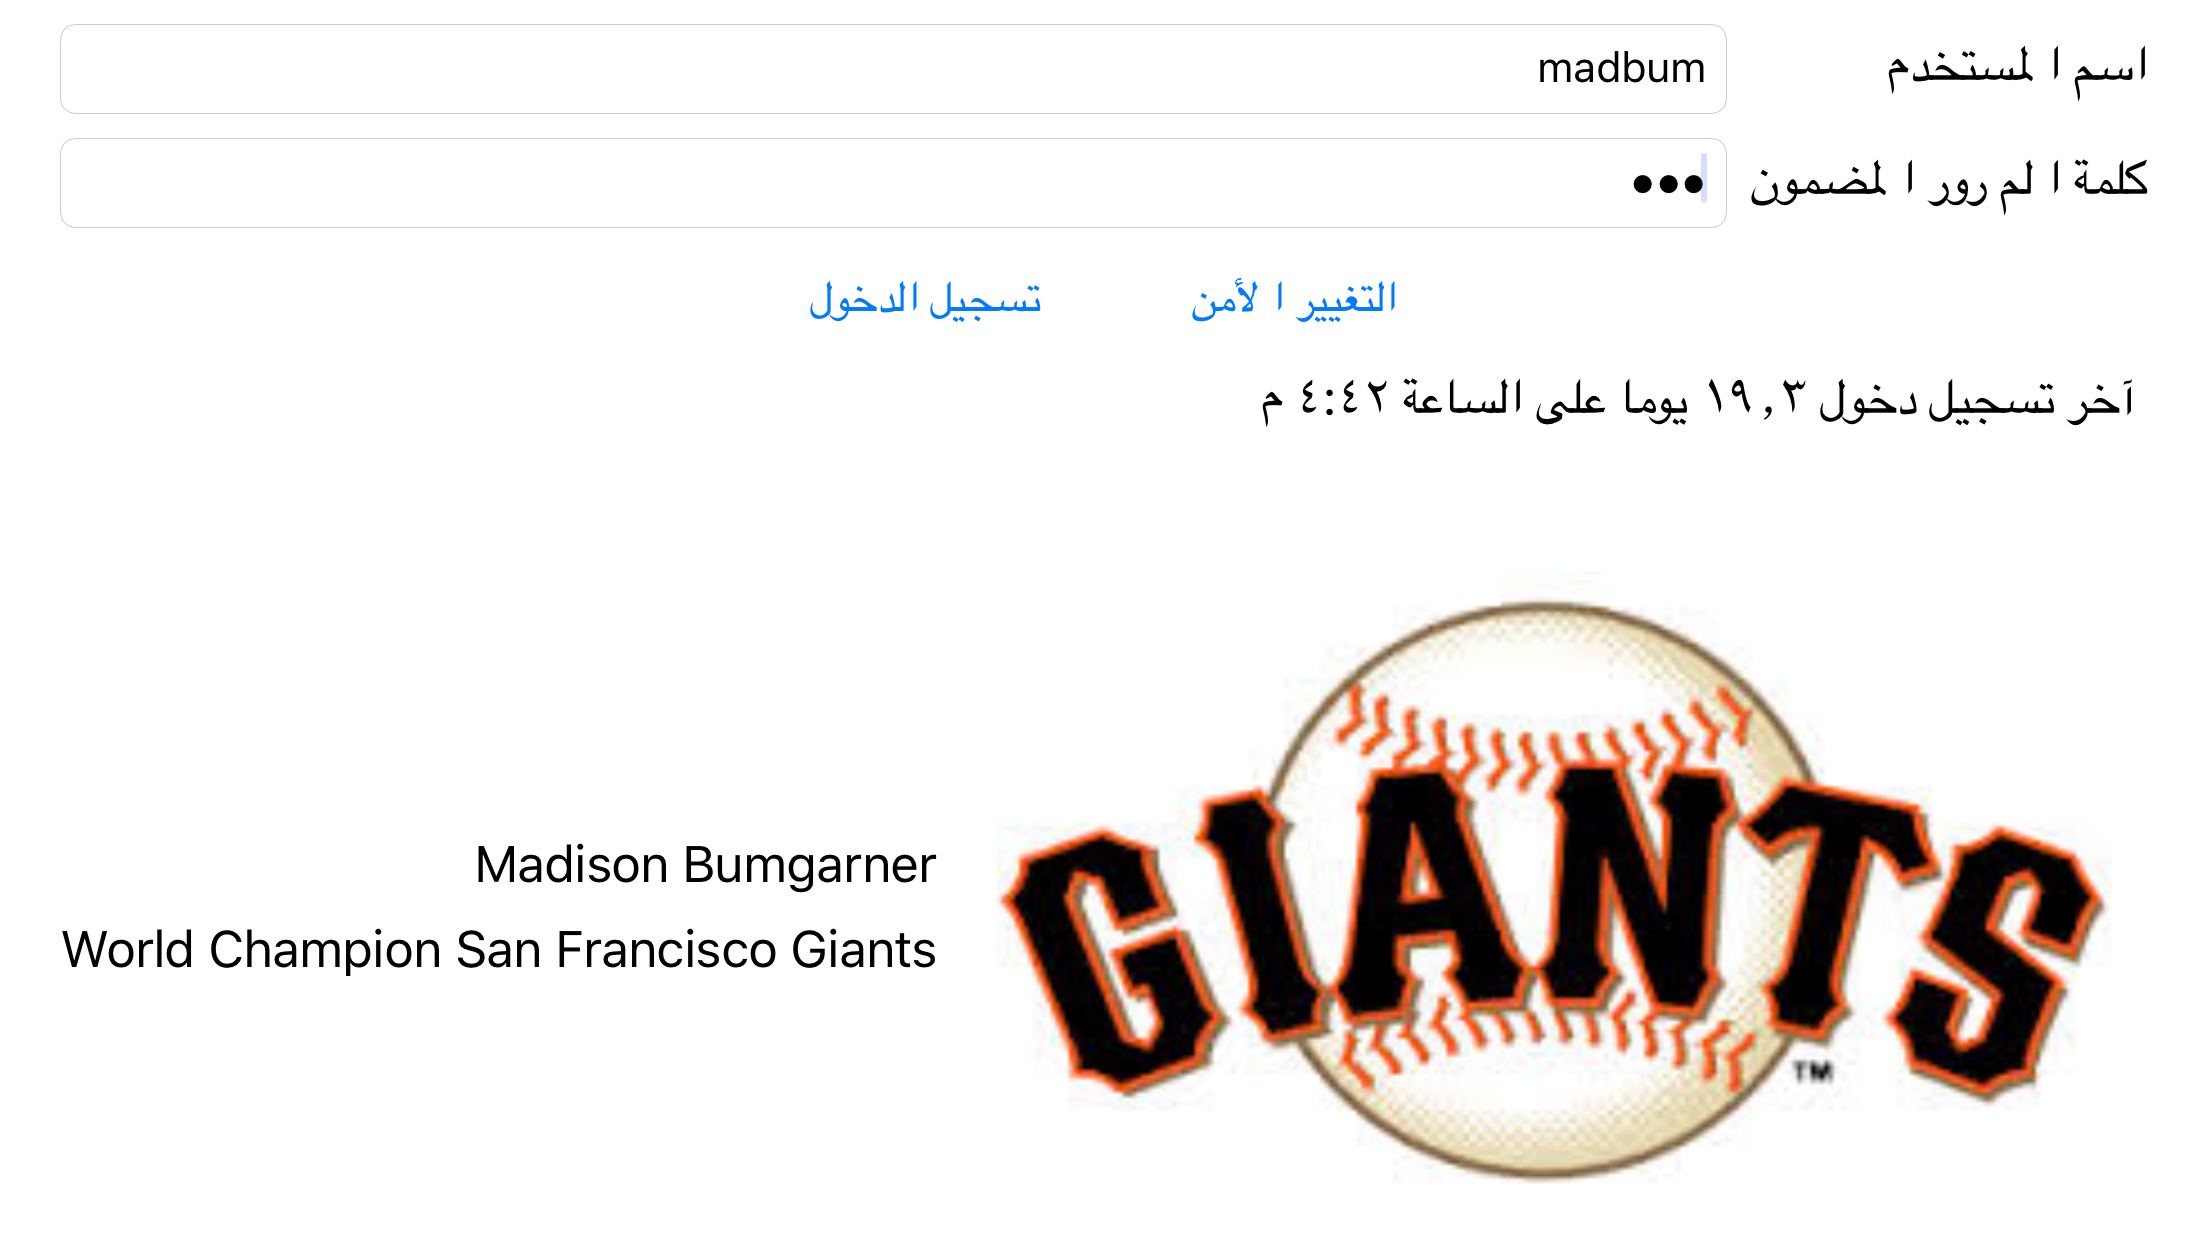 اسم ا لمستخدم
madbum
كلمة ا لم رور ا لمضمون
•••
التغيير ا لأمن
تسجيل الدخول
آخر تسجيل دخول ١٩,٣ يوما على الساعة ٤:٤٢ م
GIANTS
TM
Madison Bumgarner
World Champion San Francisco Giants